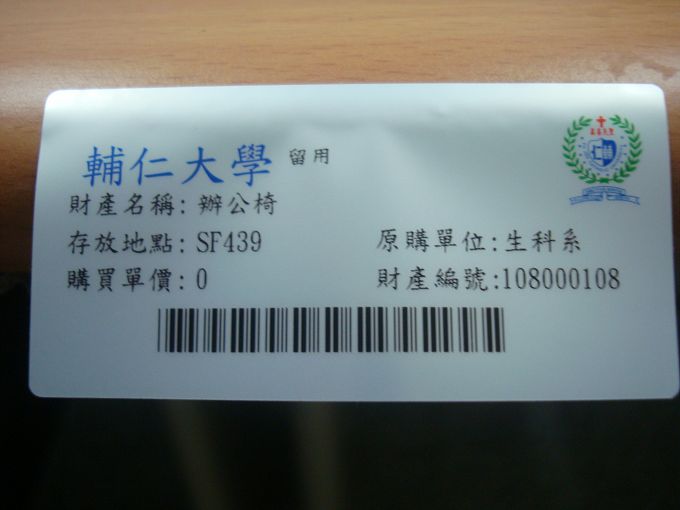 輔仁大學 留用
財產名稱: 辦公椅
存放地點: SF439 原購單位:生科系
購買單價: 0 財產編號:108000108